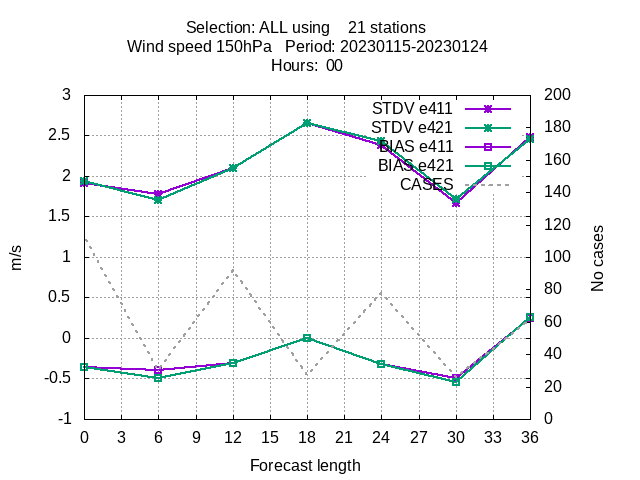 Selection: ALL using    21 stations
Wind speed 150hPa   Period: 20230115-20230124
Hours:  00
STDV e411
STDV e421
BIAS e411
BIAS e421
CASES
3
2.5
2
1.5
1
0.5
0
-0.5
-1
m/s
200
180
160
140
120
100
80
60
40
20
0
No cases
0 3 6 9 12 15 18 21 24 27 30 33 36
Forecast length